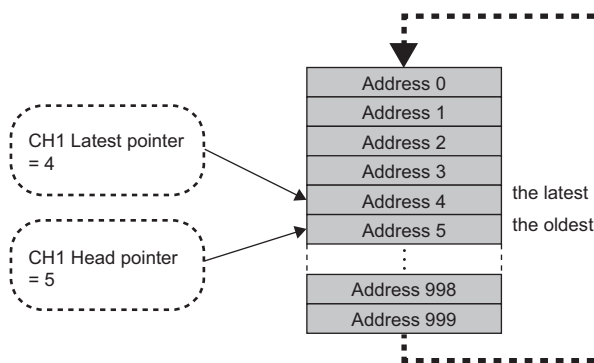 Address 0
Address 1
Address 2
Address 3
Address 4
Address 5
Address 998
Address 999
CH1 Latest pointer
= 4
CH1 Head pointer
= 5
the latest
the oldest